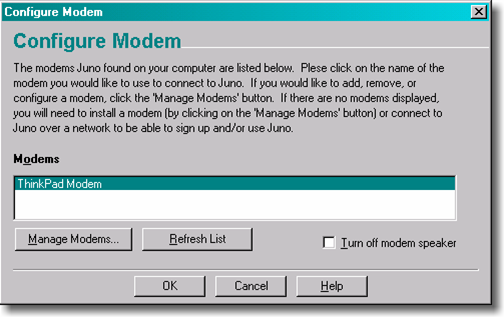 Configure Modem
Configure Modem
The modems Juno found on your computer are listed below. Plese click on the name of the
modem you would like to use to connect to Juno. If you would like to add, remove, or
configure a modem, click the 'Manage Modems' button. If there are no modems displayed,
you will need to install a modem (by clicking on the 'Manage Modems' button) or connect to
Juno over a network to be able to sign up and/or use Juno.
Modems
ThinkPad Modem
Manage Modems...
Refresh List
Turn off modem speaker
OK
Cancel
Help